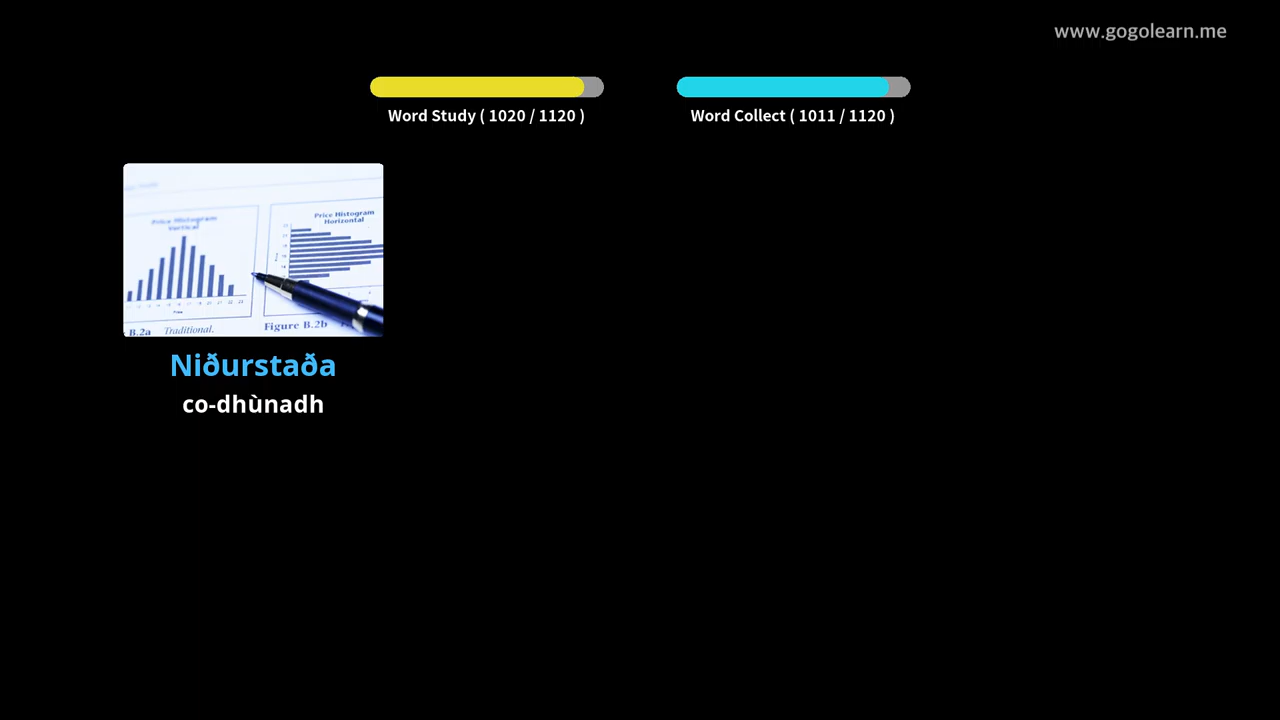 www.gogolearn.me
Word Study ( 1020 / 1120 )
Word Collect ( 1011 / 1120 )
Price Histogram
Vertical
Price
Price Histogram
Horizontal
B.2a Traditional.
Figure B.2b
Niðurstaða
co-dhùnadh